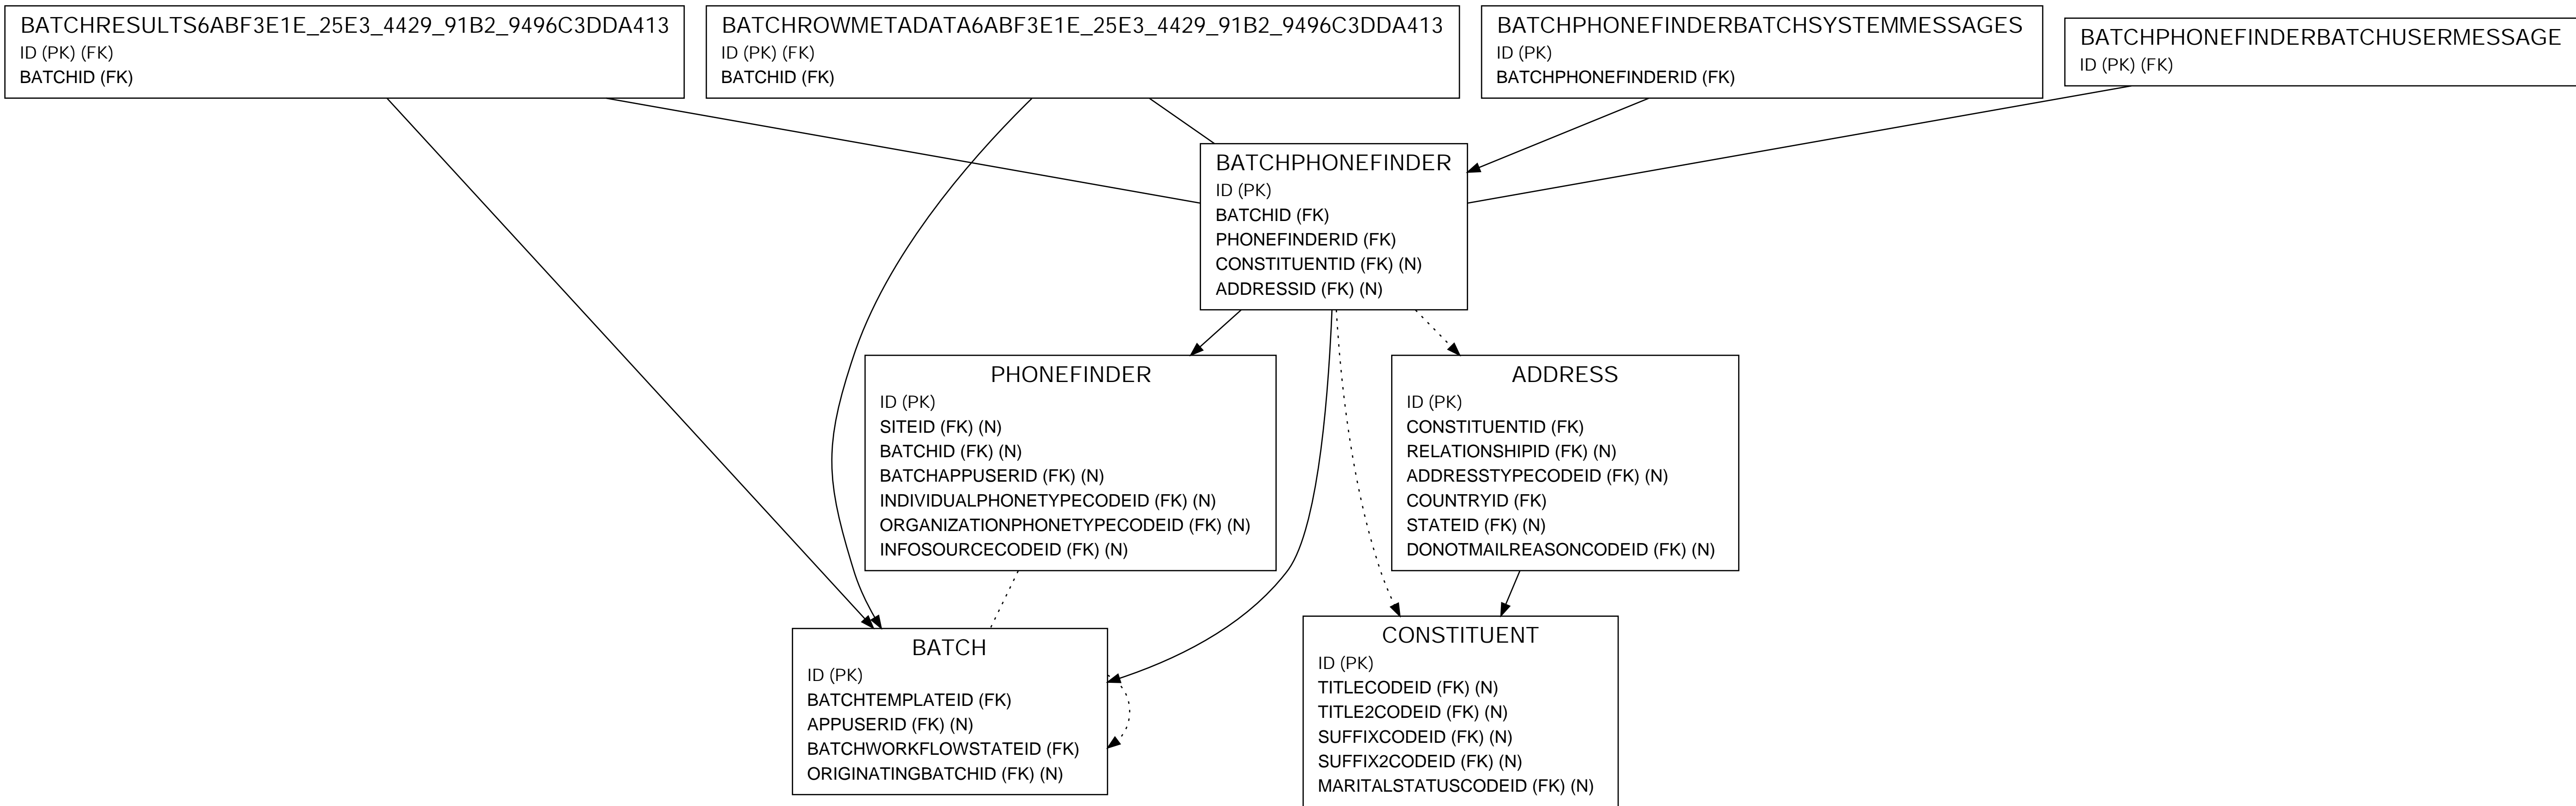 BATCHRESULTS6ABF3E1E_25E3_4429_91B2_9496C3DDA413
ID (PK) (FK)
BATCHID (FK)
BATCHROWMETADATA6ABF3E1E_25E3_4429_91B2_9496C3DDA413
ID (PK) (FK)
BATCHID (FK)
BATCHPHONEFINDERBATCHSYSTEMMESSAGES
ID (PK)
BATCHPHONEFINDERID (FK)
BATCHPHONEFINDERBATCHUSERMESSAGE
ID (PK) (FK)
BATCHPHONEFINDER
ID (PK)
BATCHID (FK)
PHONEFINDERID (FK)
CONSTITUENTID (FK) (N)
ADDRESSID (FK) (N)
PHONEFINDER
ID (PK)
SITEID (FK) (N)
BATCHID (FK) (N)
BATCHAPPUSERID (FK) (N)
INDIVIDUALPHONETYPECODEID (FK) (N)
ORGANIZATIONPHONETYPECODEID (FK) (N)
INFOSOURCECODEID (FK) (N)
ADDRESS
ID (PK)
CONSTITUENTID (FK)
RELATIONSHIPID (FK) (N)
ADDRESSTYPECODEID (FK) (N)
COUNTRYID (FK)
STATEID (FK) (N)
DONOTMAILREASONCODEID (FK) (N)
BATCH
ID (PK)
BATCHTEMPLATEID (FK)
APPUSERID (FK) (N)
BATCHWORKFLOWSTATEID (FK)
ORIGINATINGBATCHID (FK) (N)
CONSTITUENT
ID (PK)
TITLECODEID (FK) (N)
TITLE2CODEID (FK) (N)
SUFFIXCODEID (FK) (N)
SUFFIX2CODEID (FK) (N)
MARITALSTATUSCODEID (FK) (N)